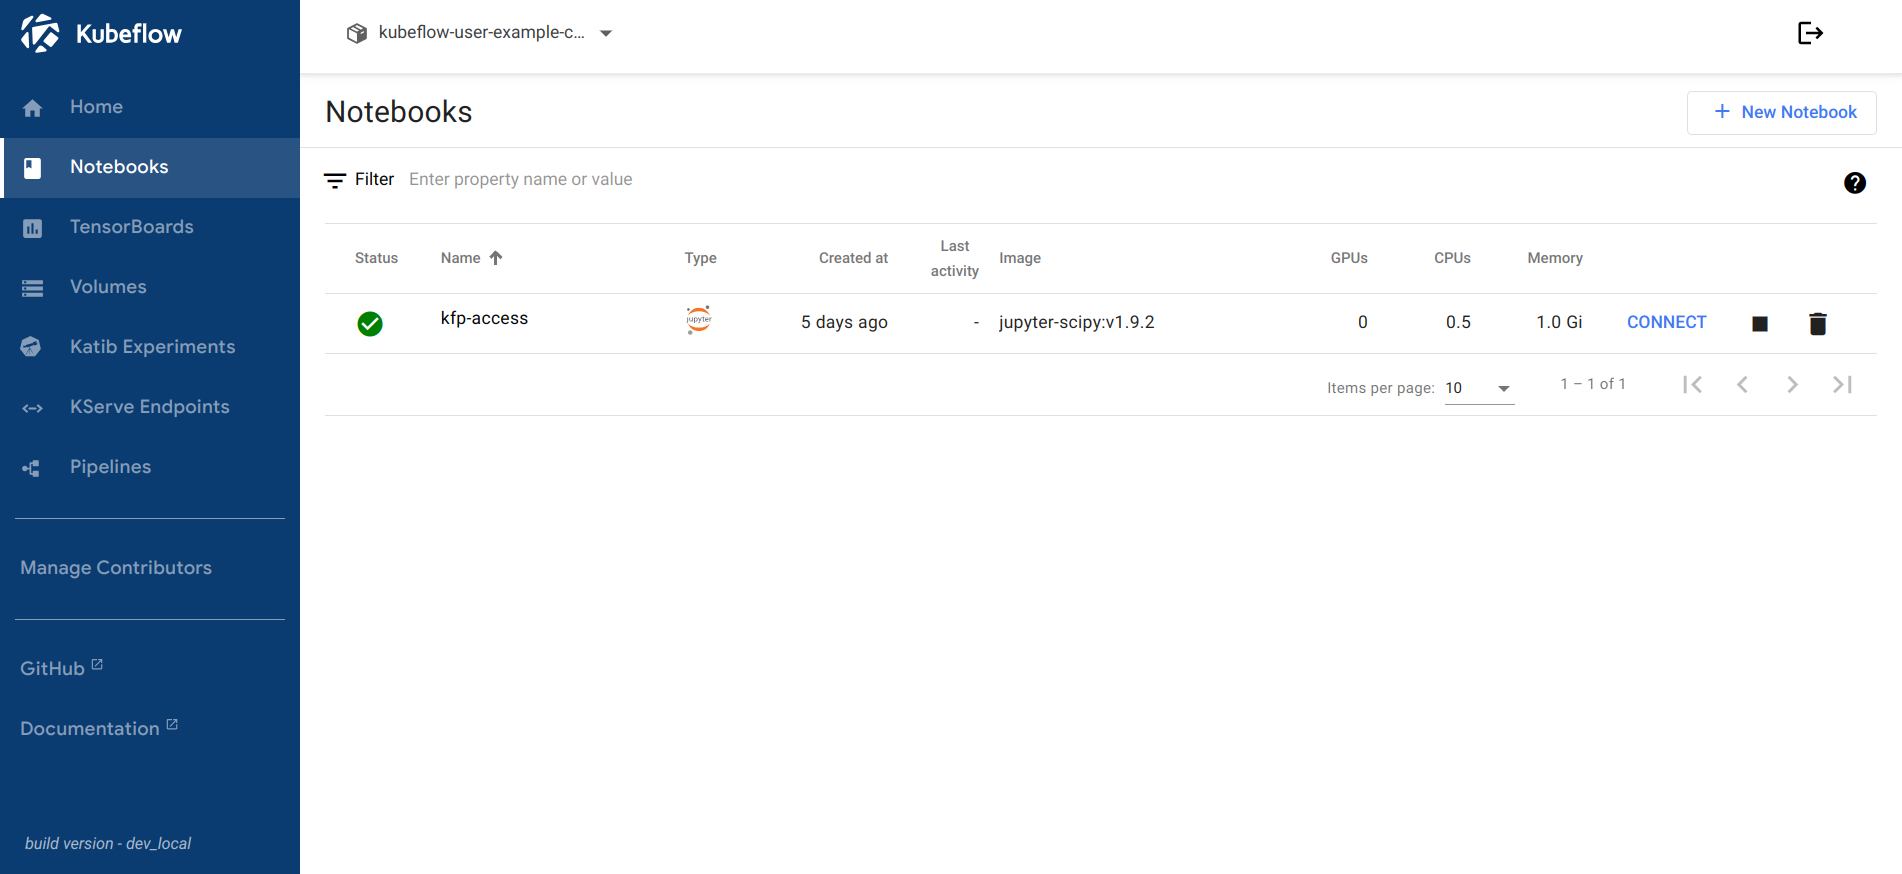 Kubeflow
kubeflow-user-example-c...
Home
Notebooks
TensorBoards
Volumes
Katib Experiments
KServe Endpoints
Pipelines
Manage Contributors
GitHub
Documentation
build version - dev_local
Notebooks
New Notebook
Filter Enter property name or value
Status Name Type Created at Last activity Image GPUs CPUs Memory
kfp-access jupyter 5 days ago - jupyter-scipy:v1.9.2 0 0.5 1.0 Gi CONNECT
Items per page: 10 1 – 1 of 1